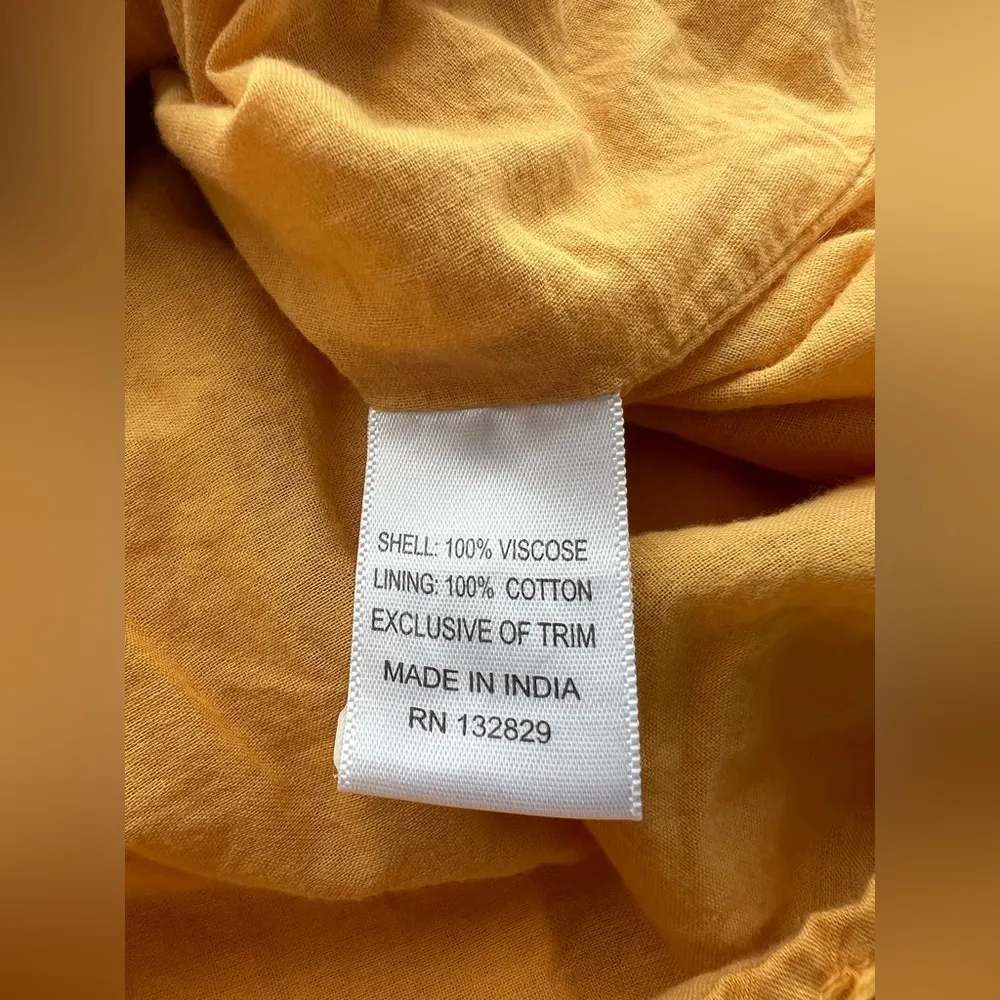 SHELL: 100% VISCOSE
LINING: 100% COTTON
EXCLUSIVE OF TRIM
MADE IN INDIA
RN 132829